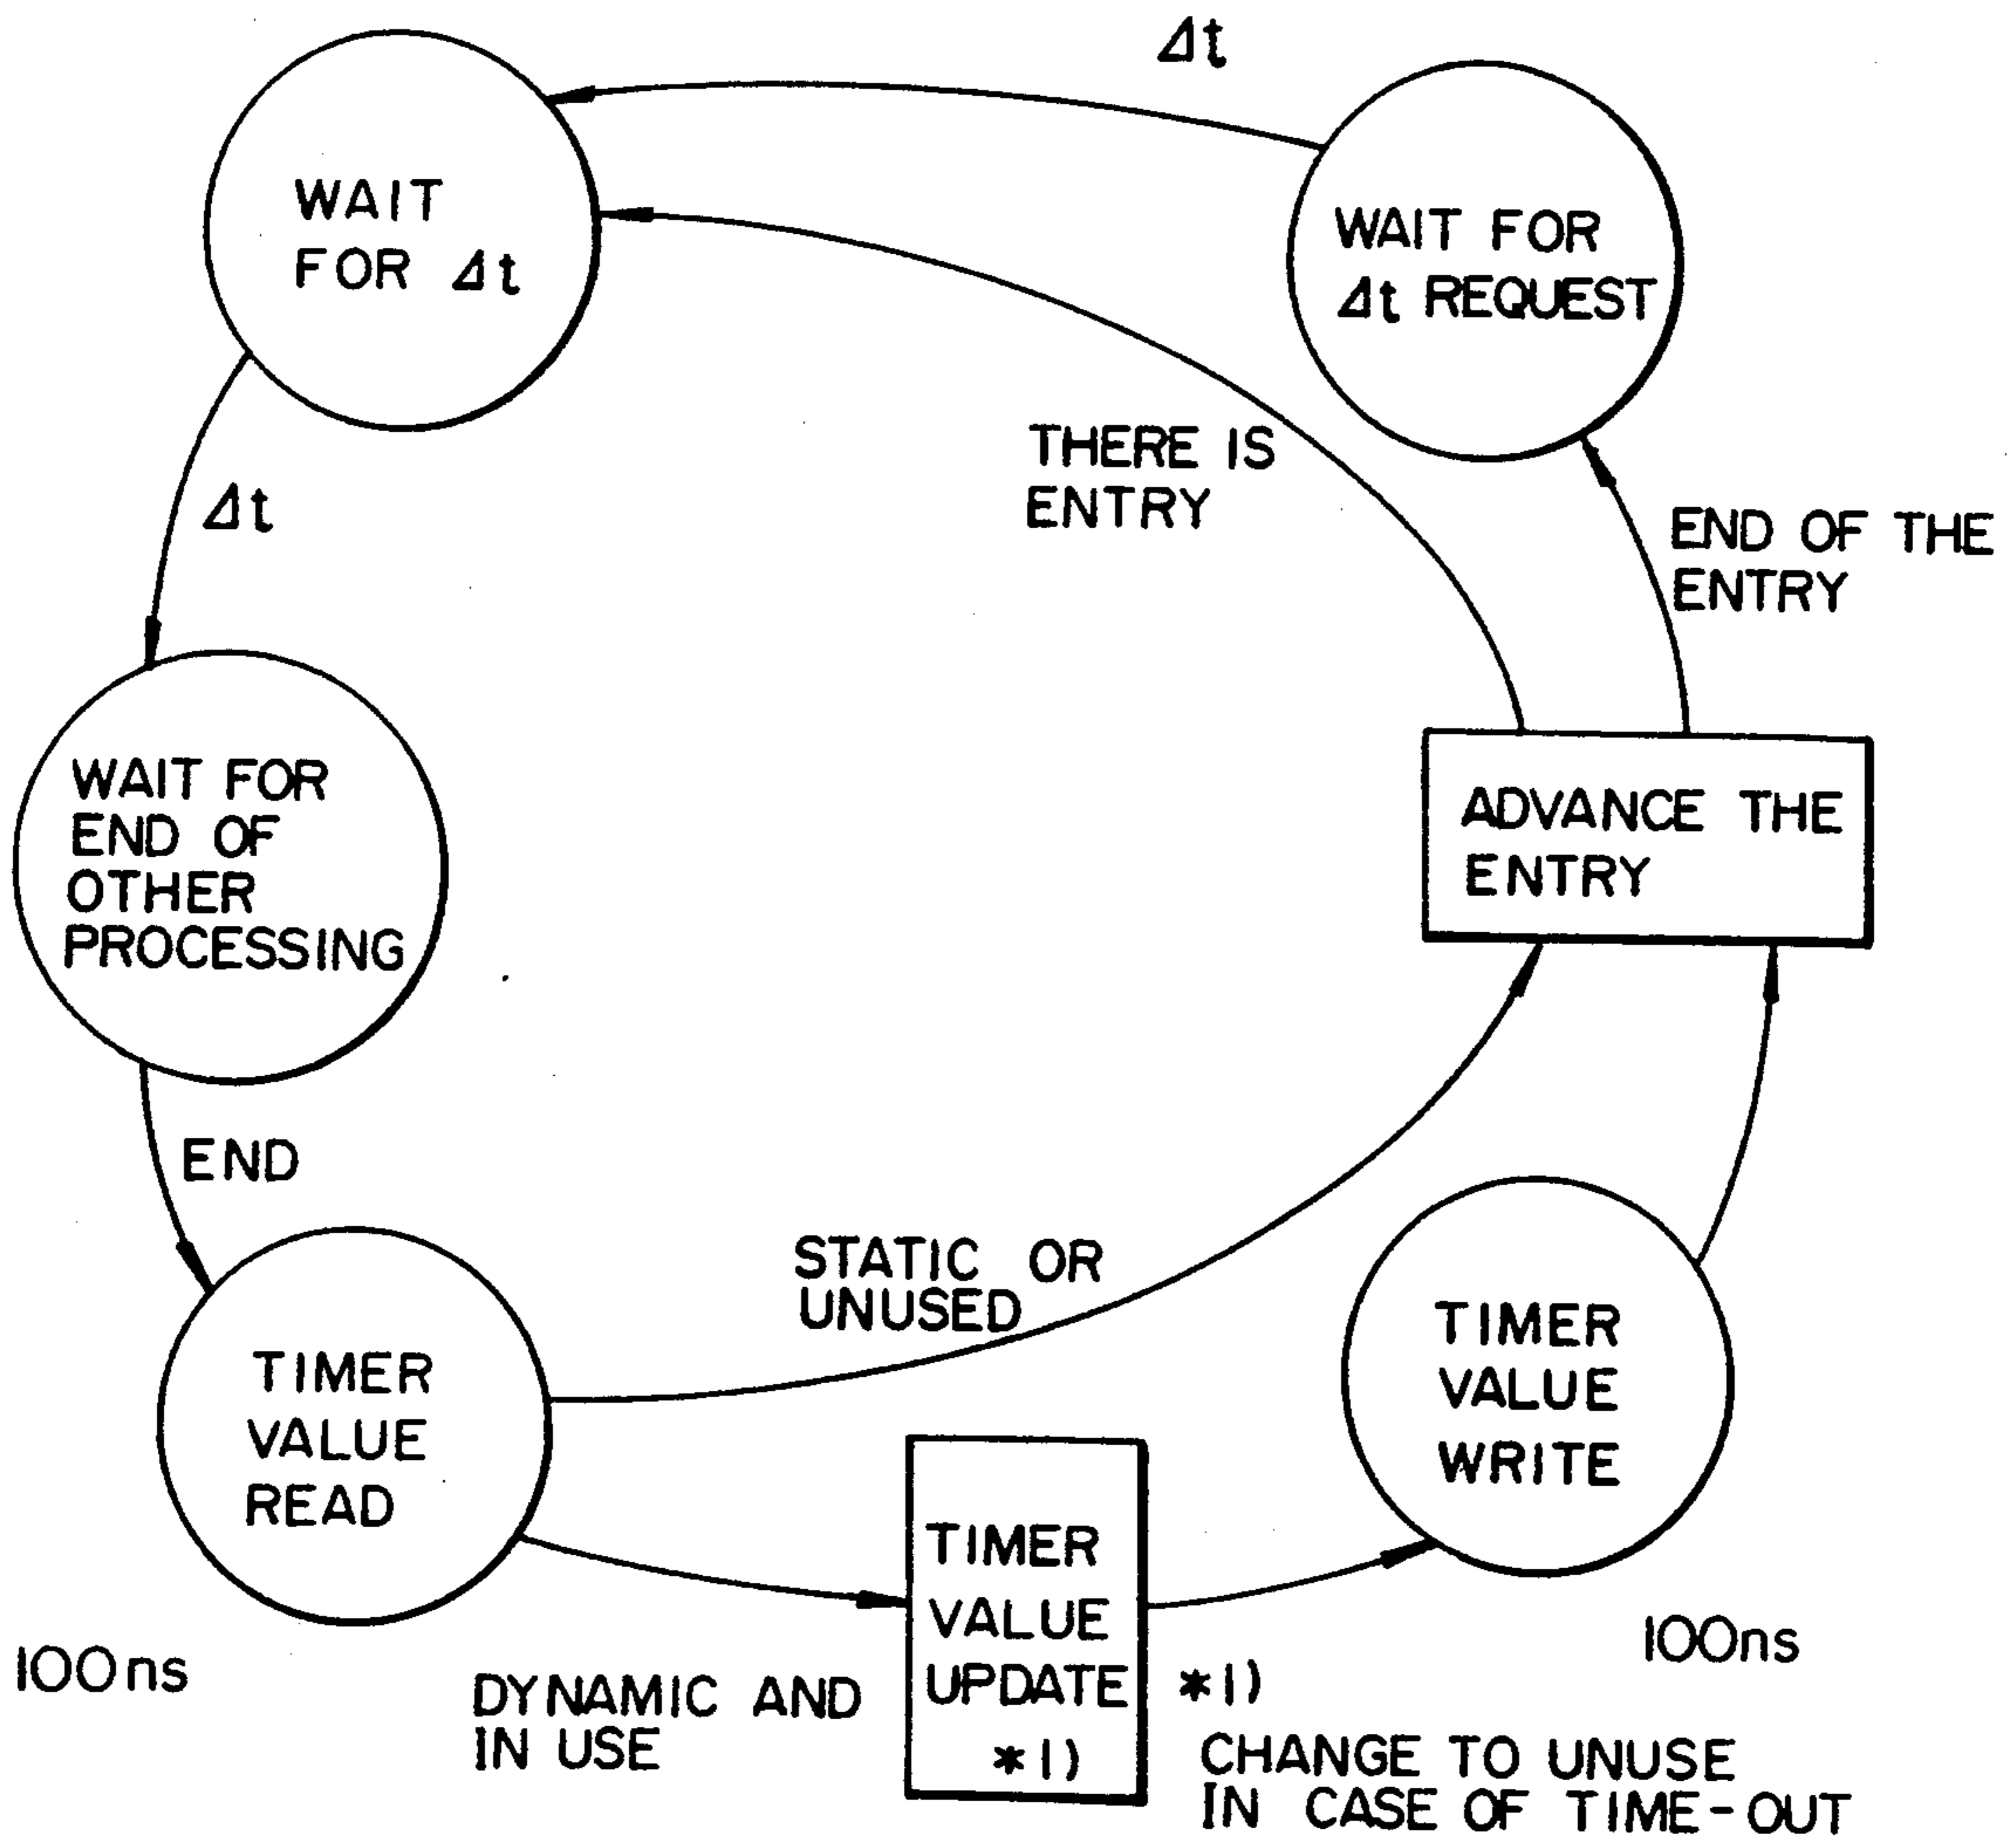 Δt
WAIT
FOR Δt
WAIT FOR
Δt REQUEST
THERE IS
ENTRY
Δt
END OF THE
ENTRY
WAIT FOR
END OF
OTHER
PROCESSING
ADVANCE THE
ENTRY
END
STATIC OR
UNUSED
TIMER
VALUE
READ
TIMER
VALUE
WRITE
TIMER
VALUE
UPDATE
*1)
100ns
DYNAMIC AND
IN USE
100ns
*1)
CHANGE TO UNUSE
IN CASE OF TIME-OUT